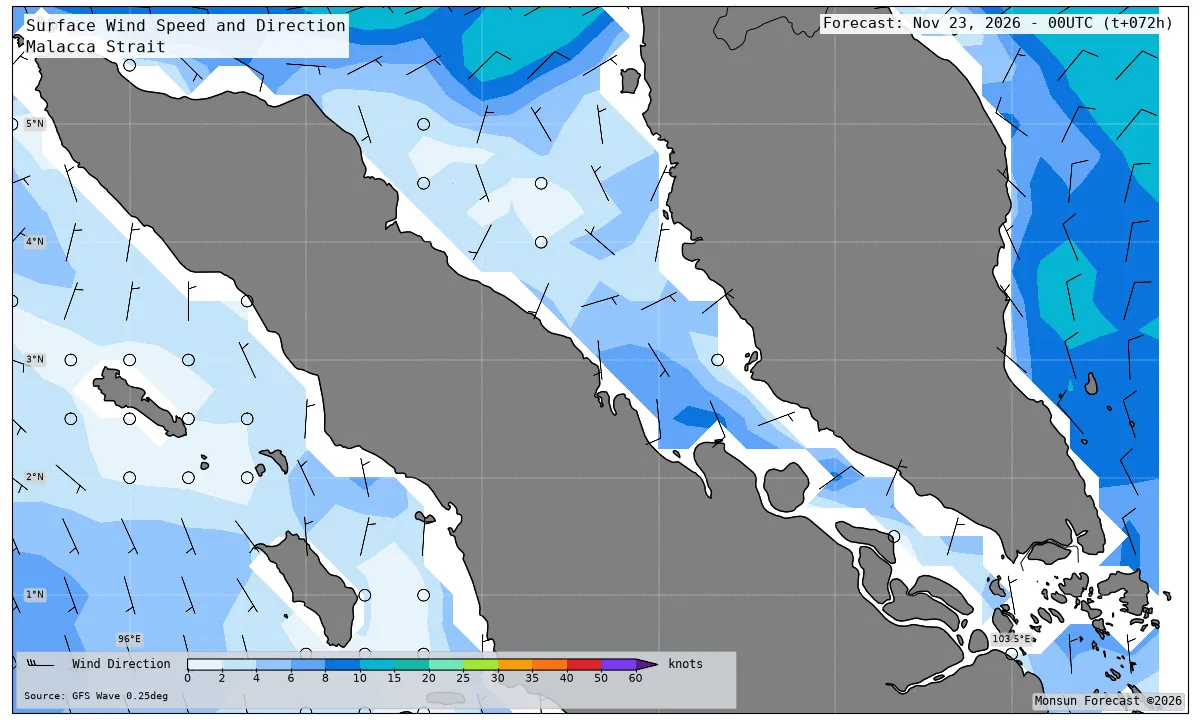 Surface Wind Speed and Direction
Malacca Strait
Forecast: Nov 23, 2026 - 00UTC (t+072h)
5°N
4°N
3°N
2°N
1°N
96°E
103.5°E
Wind Direction
0 2 4 6 8 10 15 20 25 30 40 50 60
knots
Source: GFS Wave 0.25deg
Monsun Forecast ©2026